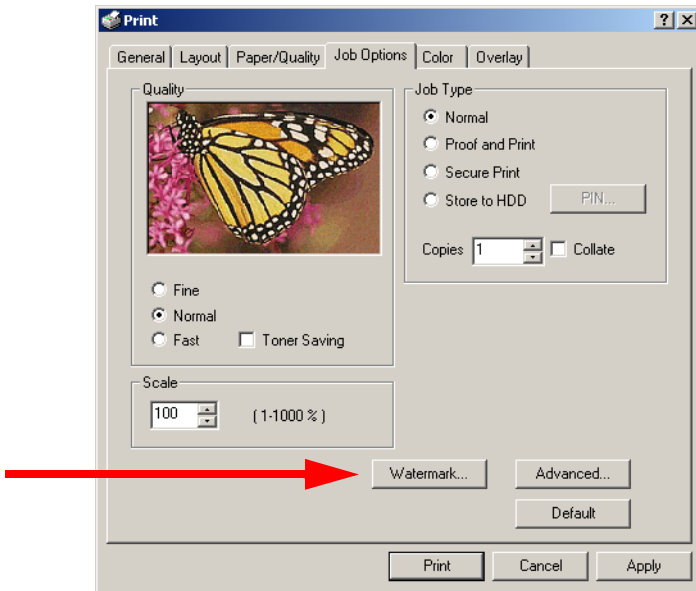 Print
General Layout Paper/Quality Job Options Color Overlay
Quality
Fine
Normal
Fast Toner Saving
Scale
100 (1-1000 %)
Job Type
Normal
Proof and Print
Secure Print
Store to HDD PIN...
Copies 1 Collate
Watermark... Advanced...
Default
Print Cancel Apply